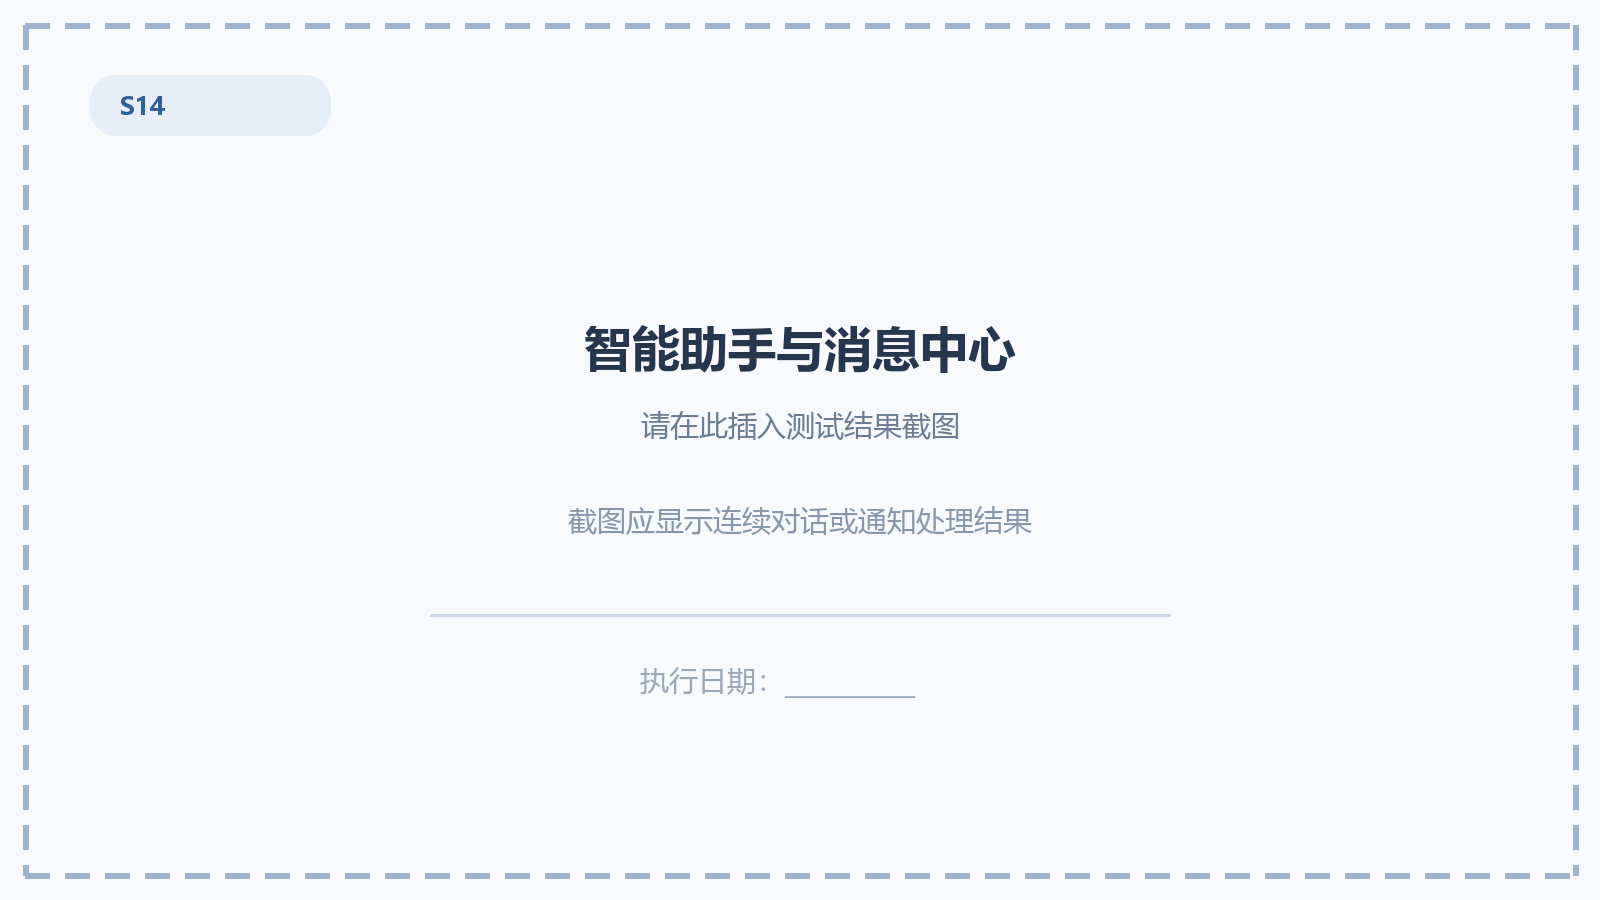 S14
智能助手与消息中心
请在此插入测试结果截图
截图应显示连续对话或通知处理结果
执行日期：_________